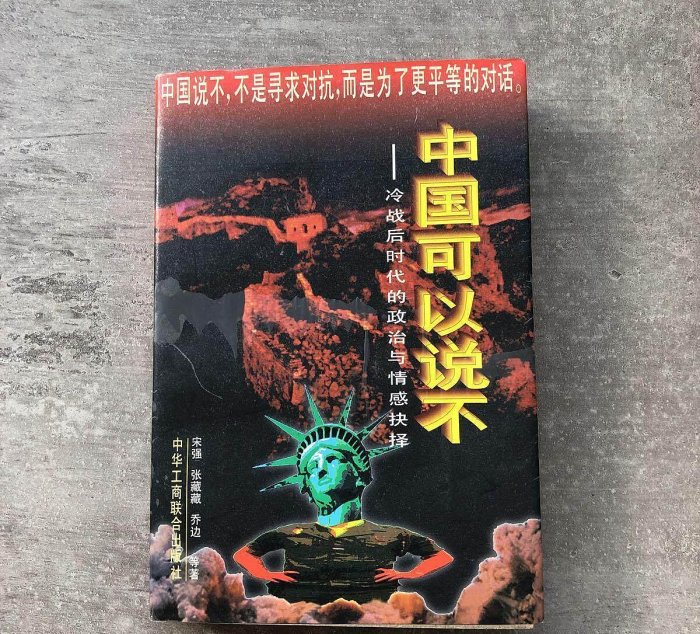 中国说不,不是寻求对抗,而是为了更平等的对话。
中国可以说不
——冷战后时代的政治与情感抉择
宋强 张藏藏 乔边 等著
中华工商联合出版社